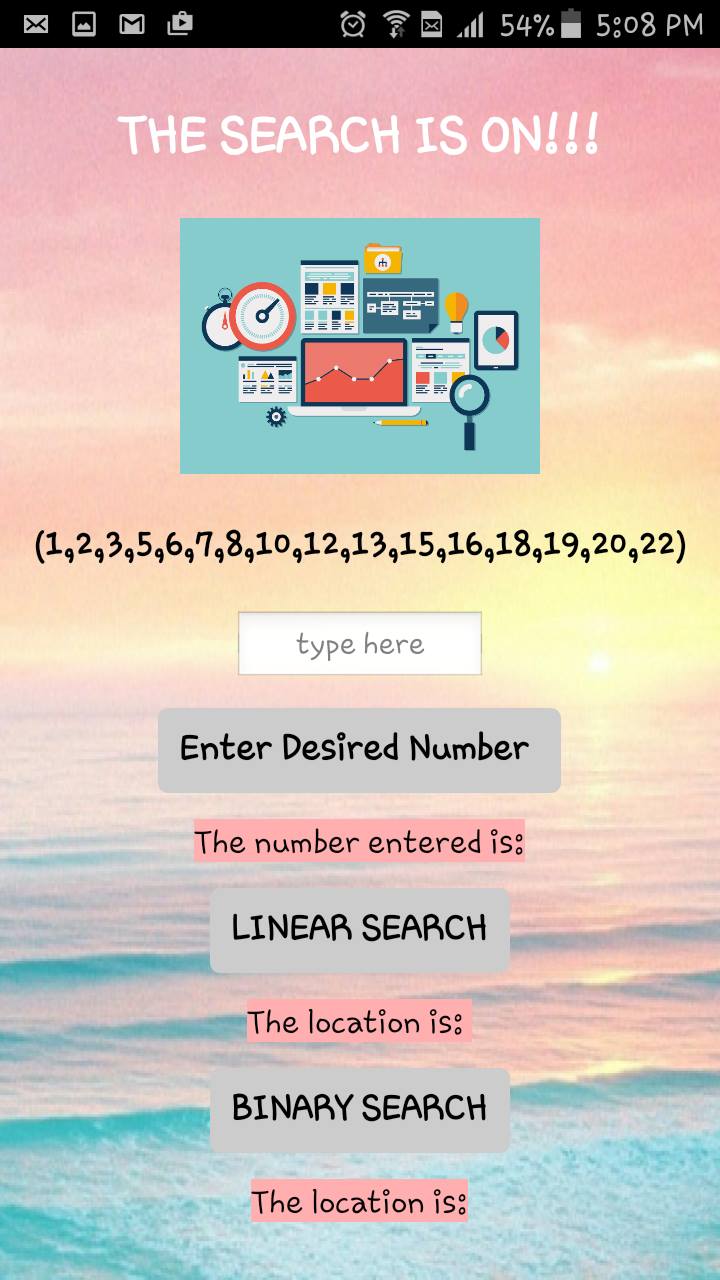 54% 5:08 PM
THE SEARCH IS ON!!!
(1,2,3,5,6,7,8,10,12,13,15,16,18,19,20,22)
type here
Enter Desired Number
The number entered is:
LINEAR SEARCH
The location is:
BINARY SEARCH
The location is: